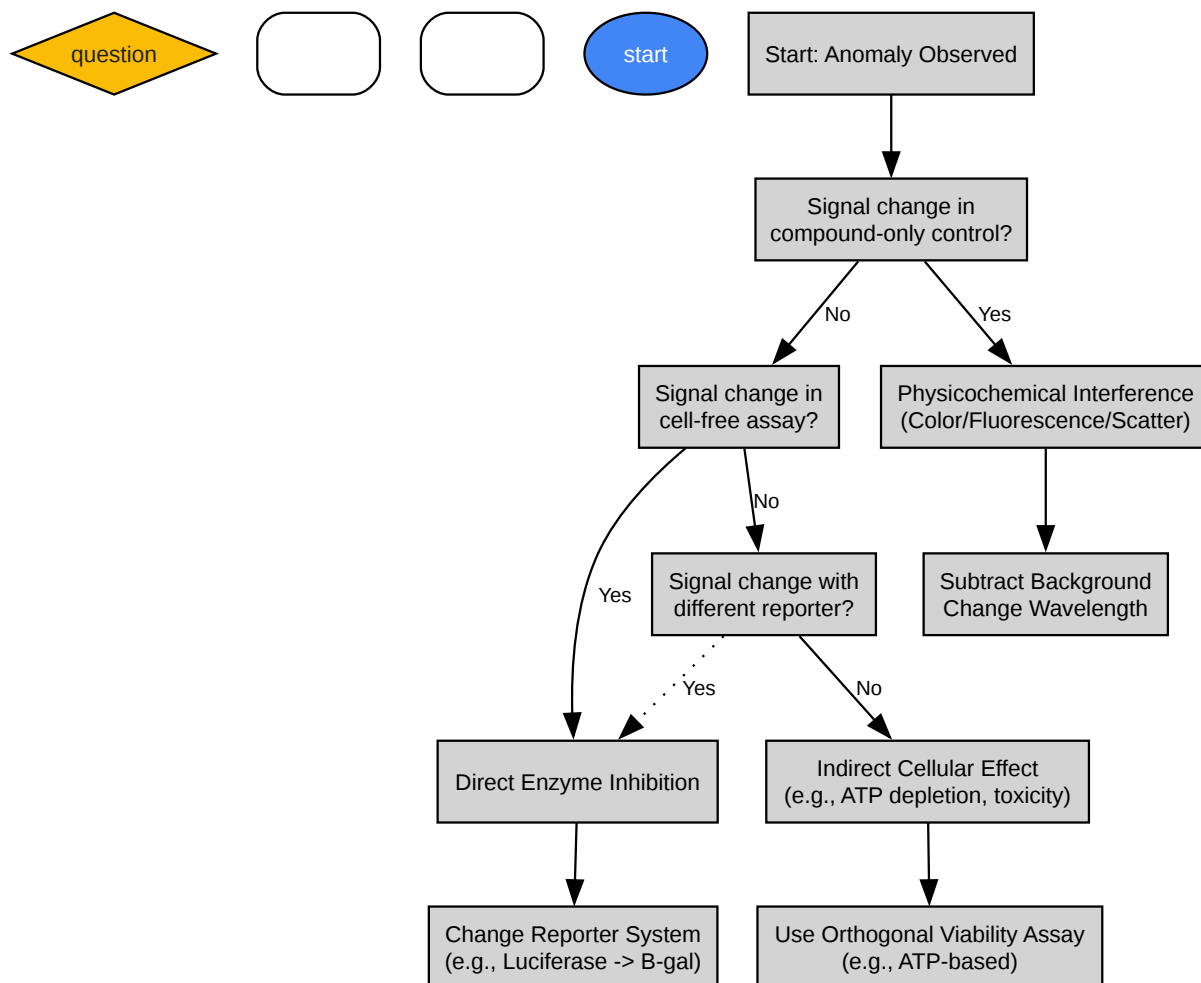 question
start
Start: Anomaly Observed
Signal change in
compound-only control?
No
Yes
Signal change in
cell-free assay?
Physicochemical Interference
(Color/Fluorescence/Scatter)
No
Yes
Signal change with
different reporter?
Subtract Background
Change Wavelength
Yes
No
Direct Enzyme Inhibition
Indirect Cellular Effect
(e.g., ATP depletion, toxicity)
Change Reporter System
(e.g., Luciferase -> B-gal)
Use Orthogonal Viability Assay
(e.g., ATP-based)